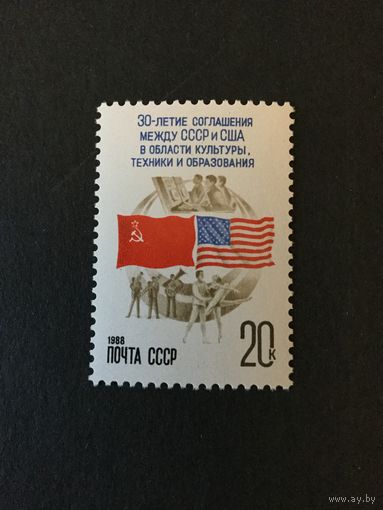 30-ЛЕТИЕ СОГЛАШЕНИЯ
МЕЖДУ СССР И США
В ОБЛАСТИ КУЛЬТУРЫ,
ТЕХНИКИ И ОБРАЗОВАНИЯ
1988
ПОЧТА СССР
20к
www.ay.by